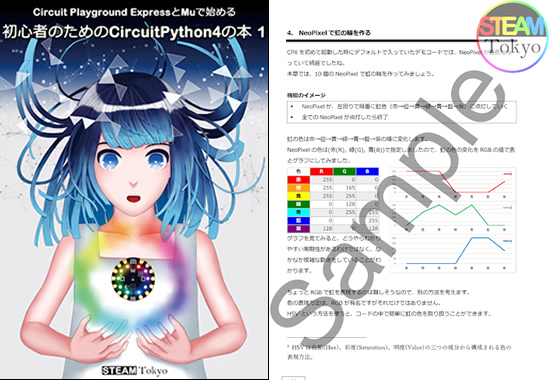 Circuit Playground ExpressとMuで始める
初心者のためのCircuitPython4の本 1
STEAM Tokyo
STEAM
Tokyo
4. NeoPixel で虹の輪を作る
CPX を初めて起動した時にデフォルトで入っていたデモコードでは、NeoPixel が
っていて綺麗でしたね。
本章では、10 個の NeoPixel で虹の輪を作ってみましょう。
機能のイメージ
• NeoPixel が、左回りで順番に虹色(赤→橙→黄→緑→青→藍→紫)に点灯していく
• 全ての NeoPixel が点灯したら終了
虹の色は赤→橙→黄→緑→青→藍→紫の順に変化します。
NeoPixel の色は赤(R), 緑(G), 青(B)で指定しましたので、虹の色の変化を RGB の値で表
とグラフにしてみました。
色 R G B
赤 255 0 0
橙 255 165 0
黄 255 255 0
緑 0 128 0
青 0 255 255
藍 0 0 255
紫 128 0 128
グラフを見てみると、どうやら
やすい周期性があるわけではなく、な
かなか複雑な動きをしていることが
かります。
ちょっと RGB で虹を表現するのは難しそうなので、別の方法を考えます。
色の表現方法は、RGB が有名ですがそれだけではありません。
HSV¹という方法を使うと、コードの中で簡単に虹の色を取り扱うことができます。
¹ HSV は色相(Hue)、彩度(Saturation)、明度(Value)の三つの成分から構成される色の
表現方法。
Sample